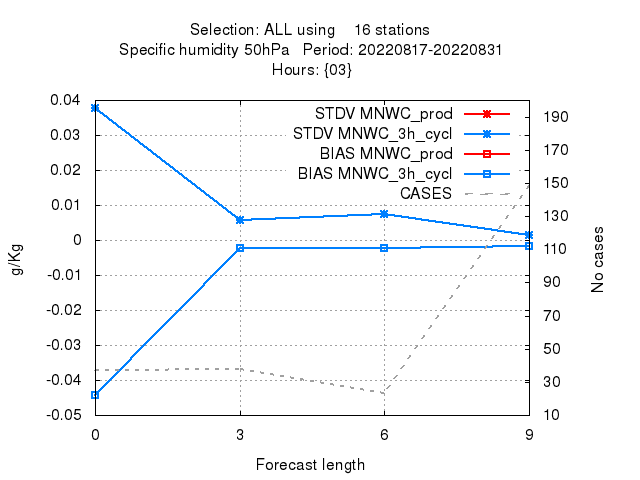 Selection: ALL using 16 stations
Specific humidity 50hPa Period: 20220817-20220831
Hours: {03}
STDV MNWC_prod
STDV MNWC_3h_cycl
BIAS MNWC_prod
BIAS MNWC_3h_cycl
CASES
0.04
0.03
0.02
0.01
0
-0.01
-0.02
-0.03
-0.04
-0.05
g/Kg
190
170
150
130
110
90
70
50
30
10
No cases
0 3 6 9
Forecast length